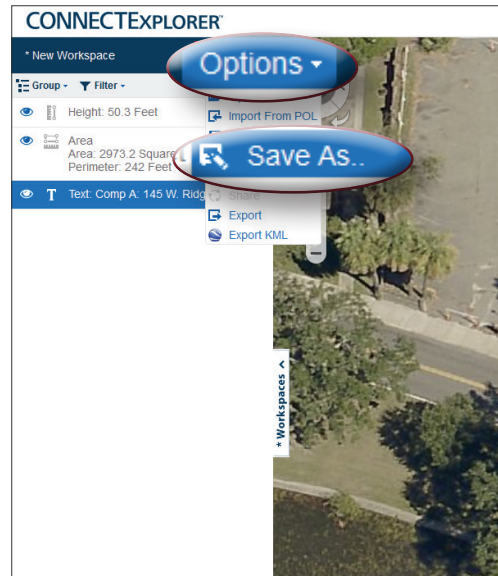 CONNECTEXPLORER™
* New Workspace
Options
Group
Filter
Height: 50.3 Feet
Import From POL
Area
Area: 2973.2 Square
Perimeter: 242 Feet
Save As..
Text: Comp A: 145 W. Ridg
Share
Export
Export KML
* Workspaces